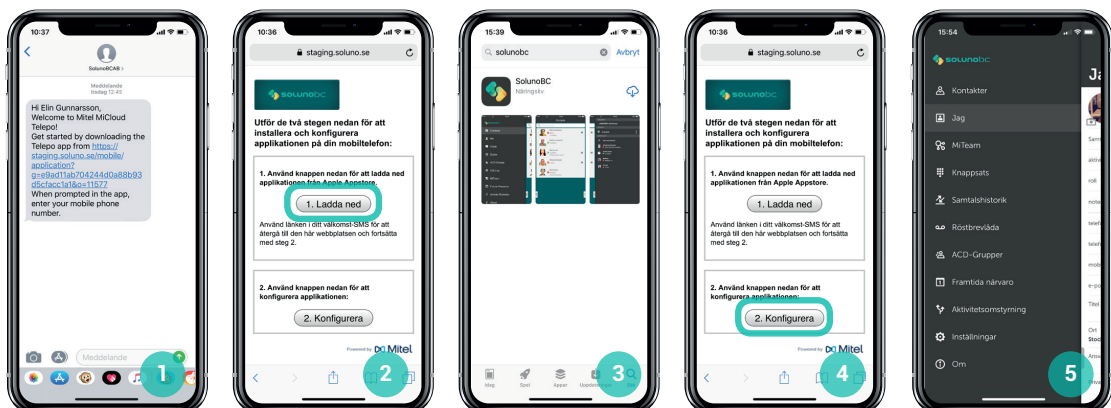 10:37
SolunoBCAB >
Meddelande
tisdag 12:45
Hi Elin Gunnarsson,
Welcome to Mitel MiCloud
Telepo!
Get started by downloading the
Telepo app from https://
staging.soluno.se/mobile/
application?
g=e9ad11ab704244d0a88b93
d5cfacc1a1&o=11577
When prompted in the app,
enter your mobile phone
number.
Meddelande
1
10:36
staging.soluno.se
solunobc
Utför de två stegen nedan för att
installera och konfigurera
applikationen på din mobiltelefon:
1. Använd knappen nedan för att ladda ned
applikationen från Apple Appstore.
1. Ladda ned
Använd länken i ditt välkomst-SMS för att
återgå till den här webbplatsen och fortsätta
med steg 2.
2. Använd knappen nedan för att
konfigurera applikationen:
2. Konfigurera
Powered by Mitel
2
15:39
solunobc
Avbryt
SolunoBC
Näringsliv
Idag
Spel
Appar
3
10:36
staging.soluno.se
solunobc
Utför de två stegen nedan för att
installera och konfigurera
applikationen på din mobiltelefon:
1. Använd knappen nedan för att ladda ned
applikationen från Apple Appstore.
1. Ladda ned
Använd länken i ditt välkomst-SMS för att
återgå till den här webbplatsen och fortsätta
med steg 2.
2. Använd knappen nedan för att
konfigurera applikationen:
2. Konfigurera
Powered by Mitel
4
15:54
solunobc
Kontakter
Jag
MiTeam
Knappsats
Samtalshistorik
Röstbrevlåda
ACD-Grupper
Framtida närvaro
Aktivitetsomstyrning
Inställningar
Om
roll
Titel
Ort
5